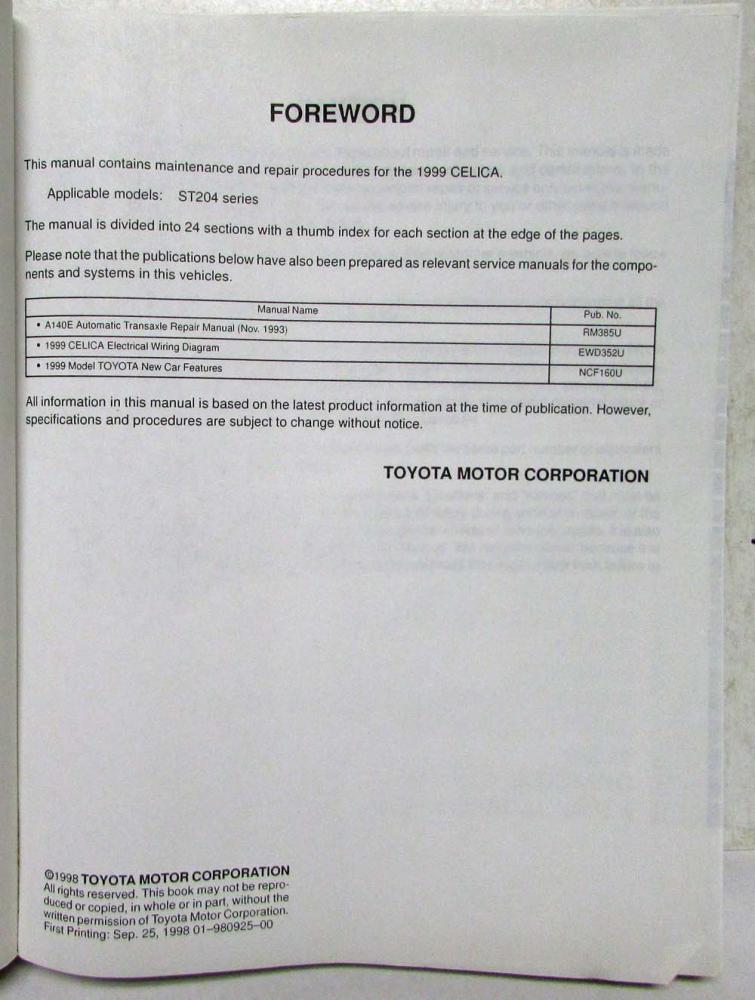 FOREWORD
This manual contains maintenance and repair procedures for the 1999 CELICA.
Applicable models: ST204 series
The manual is divided into 24 sections with a thumb index for each section at the edge of the pages.
Please note that the publications below have also been prepared as relevant service manuals for the compo-
nents and systems in this vehicles.
Manual Name Pub. No.
• A140E Automatic Transaxle Repair Manual (Nov. 1993) RM385U
• 1999 CELICA Electrical Wiring Diagram EWD352U
• 1999 Model TOYOTA New Car Features NCF160U
All information in this manual is based on the latest product information at the time of publication. However,
specifications and procedures are subject to change without notice.
TOYOTA MOTOR CORPORATION
©1998 TOYOTA MOTOR CORPORATION
All rights reserved. This book may not be repro-
duced or copied, in whole or in part, without the
written permission of Toyota Motor Corporation.
First Printing: Sep. 25, 1998 01–980925–00